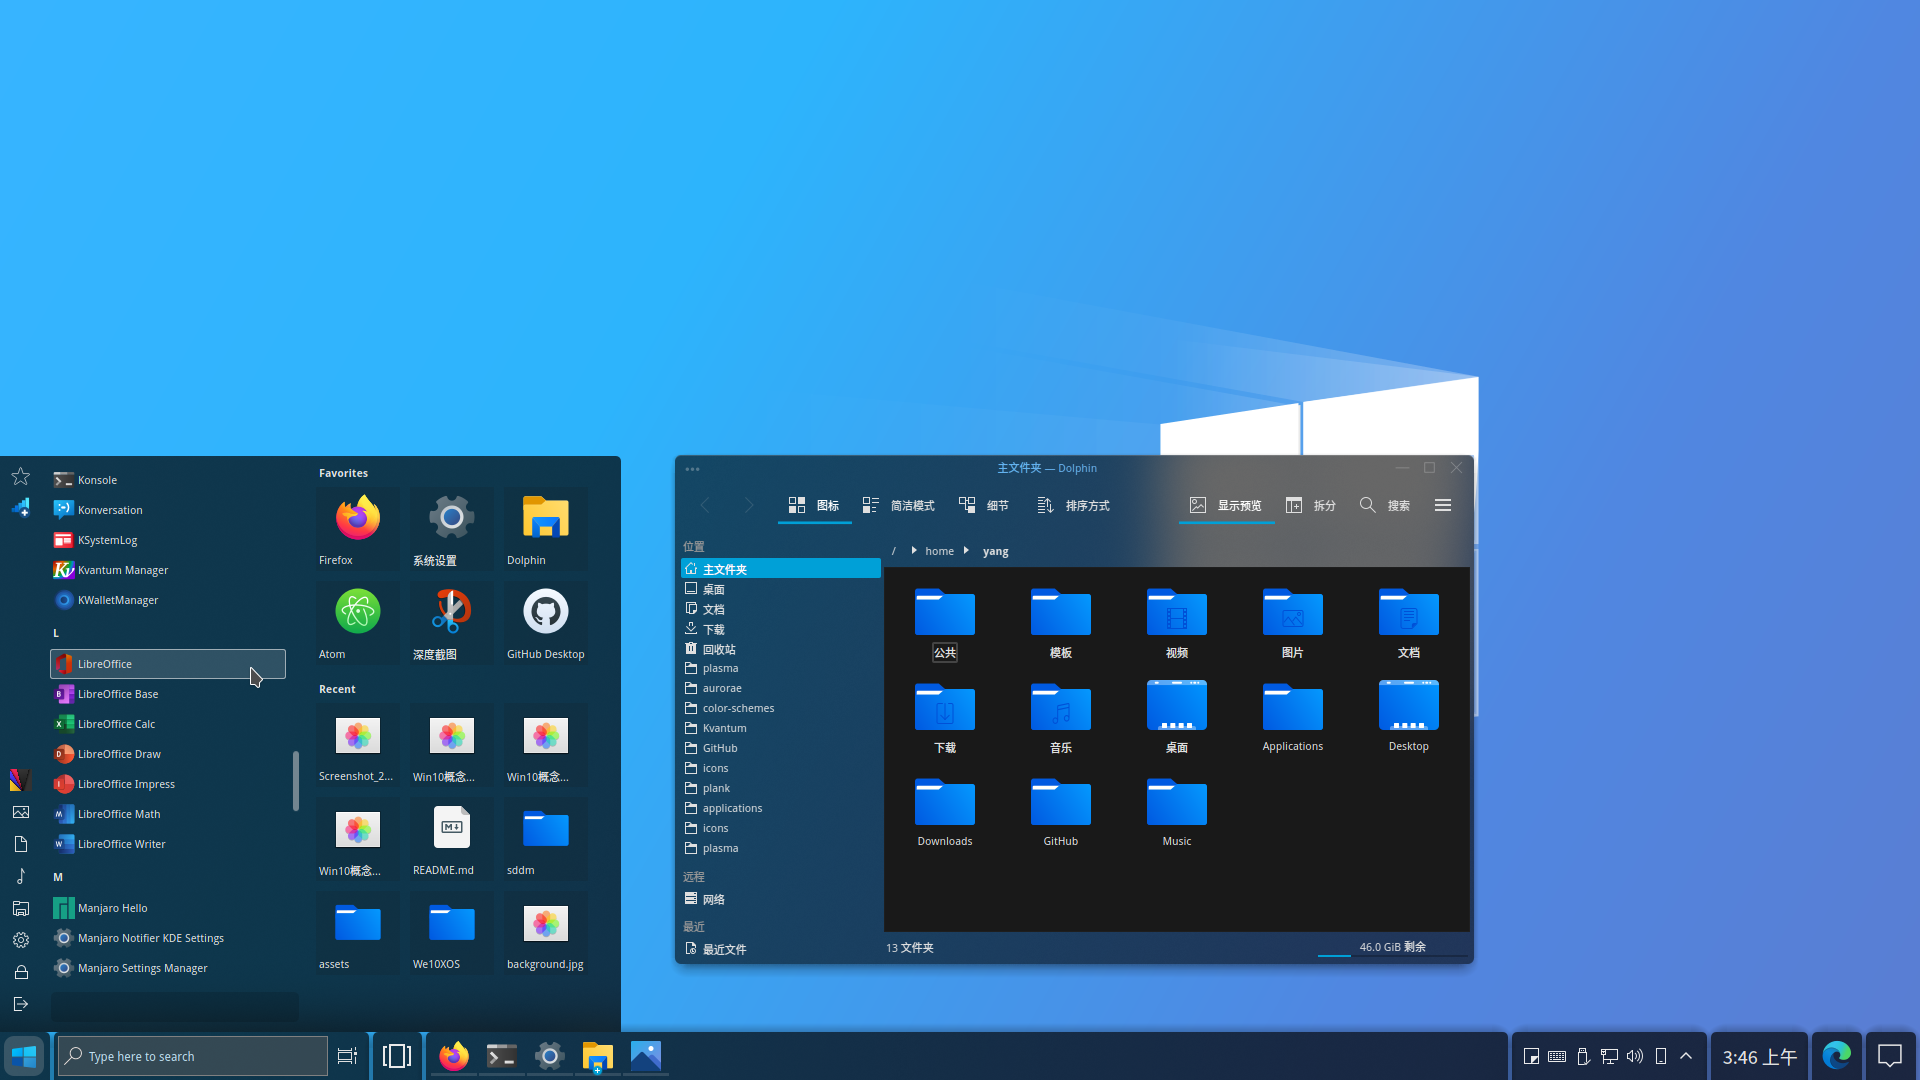 Konsole
Konversation
KSystemLog
Kvantum Manager
KWalletManager
L
LibreOffice
LibreOffice Base
LibreOffice Calc
LibreOffice Draw
LibreOffice Impress
LibreOffice Math
LibreOffice Writer
M
Manjaro Hello
Manjaro Notifier KDE Settings
Manjaro Settings Manager
Favorites
Firefox
系统设置
Dolphin
Atom
深度截图
GitHub Desktop
Recent
Screenshot_2...
Win10概念...
Win10概念...
Win10概念...
README.md
sddm
assets
We10XOS
background.jpg
主文件夹 — Dolphin
图标
简洁模式
细节
排序方式
显示预览
拆分
搜索
/ home yang
位置
主文件夹
桌面
文档
下载
回收站
plasma
aurorae
color-schemes
Kvantum
GitHub
icons
plank
applications
icons
plasma
远程
网络
最近
最近文件
公共
模板
视频
图片
文档
下载
音乐
桌面
Applications
Desktop
Downloads
GitHub
Music
13 文件夹
46.0 GiB 剩余
Type here to search
3:46 上午